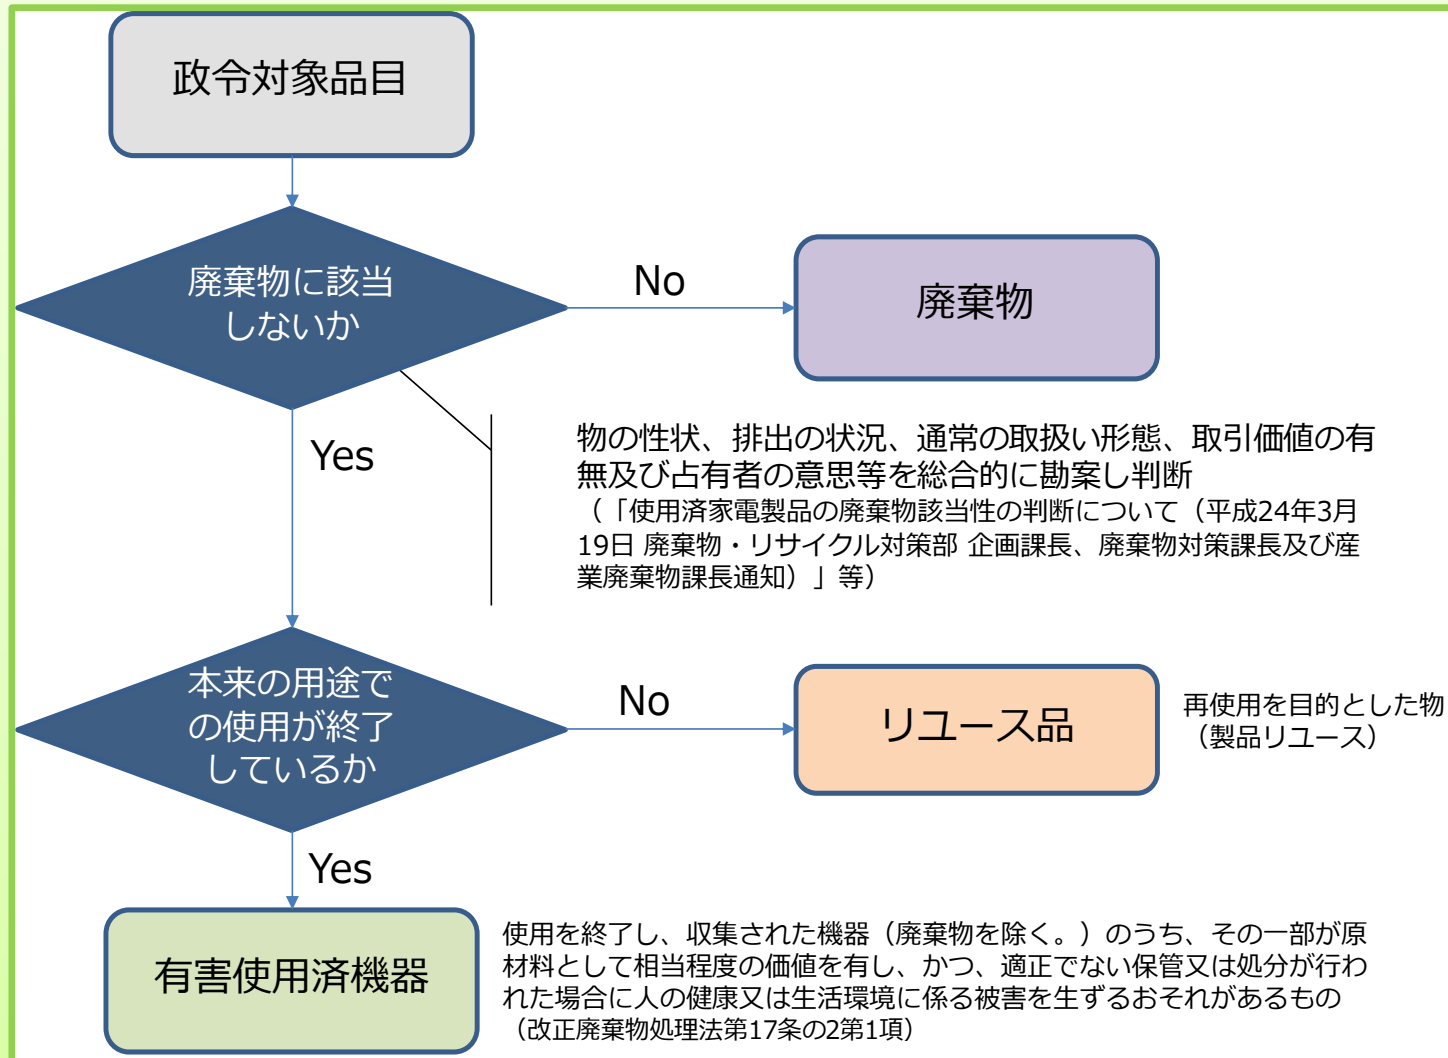 政令対象品目
廃棄物に該当
しないか
No
廃棄物
Yes
物の性状、排出の状況、通常の取扱い形態、取引価値の有
無及び占有者の意思等を総合的に勘案し判断
（「使用済家電製品の廃棄物該当性の判断について（平成24年3月
19日 廃棄物・リサイクル対策部 企画課長、廃棄物対策課長及び産
業廃棄物課長通知）」等）
本来の用途で
の使用が終了
しているか
No
リユース品
再使用を目的とした物
（製品リユース）
Yes
有害使用済機器
使用を終了し、収集された機器（廃棄物を除く。）のうち、その一部が原
材料として相当程度の価値を有し、かつ、適正でない保管又は処分が行わ
れた場合に人の健康又は生活環境に係る被害を生ずるおそれがあるもの
（改正廃棄物処理法第17条の2第1項）